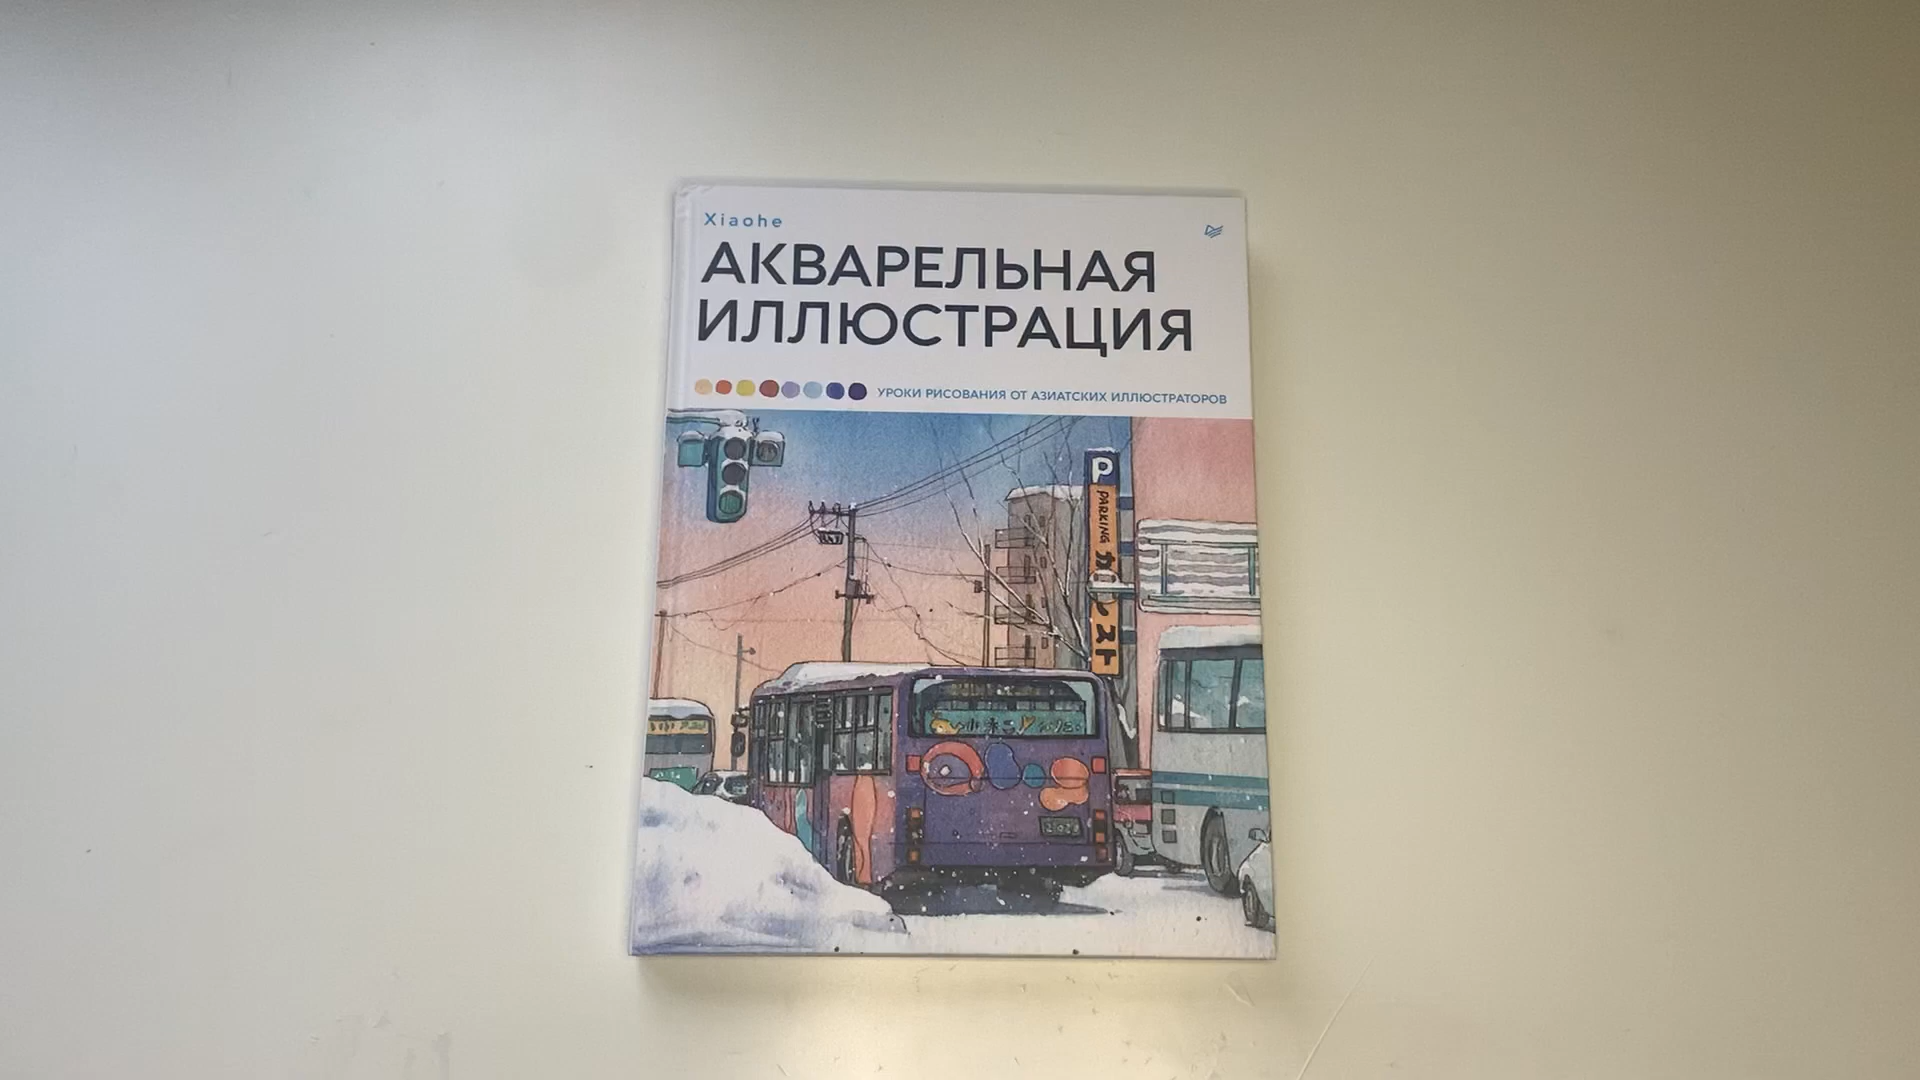 Xiaohe
АКВАРЕЛЬНАЯ
ИЛЛЮСТРАЦИЯ
УРОКИ РИСОВАНИЯ ОТ АЗИАТСКИХ ИЛЛЮСТРАТОРОВ
P
PARKING